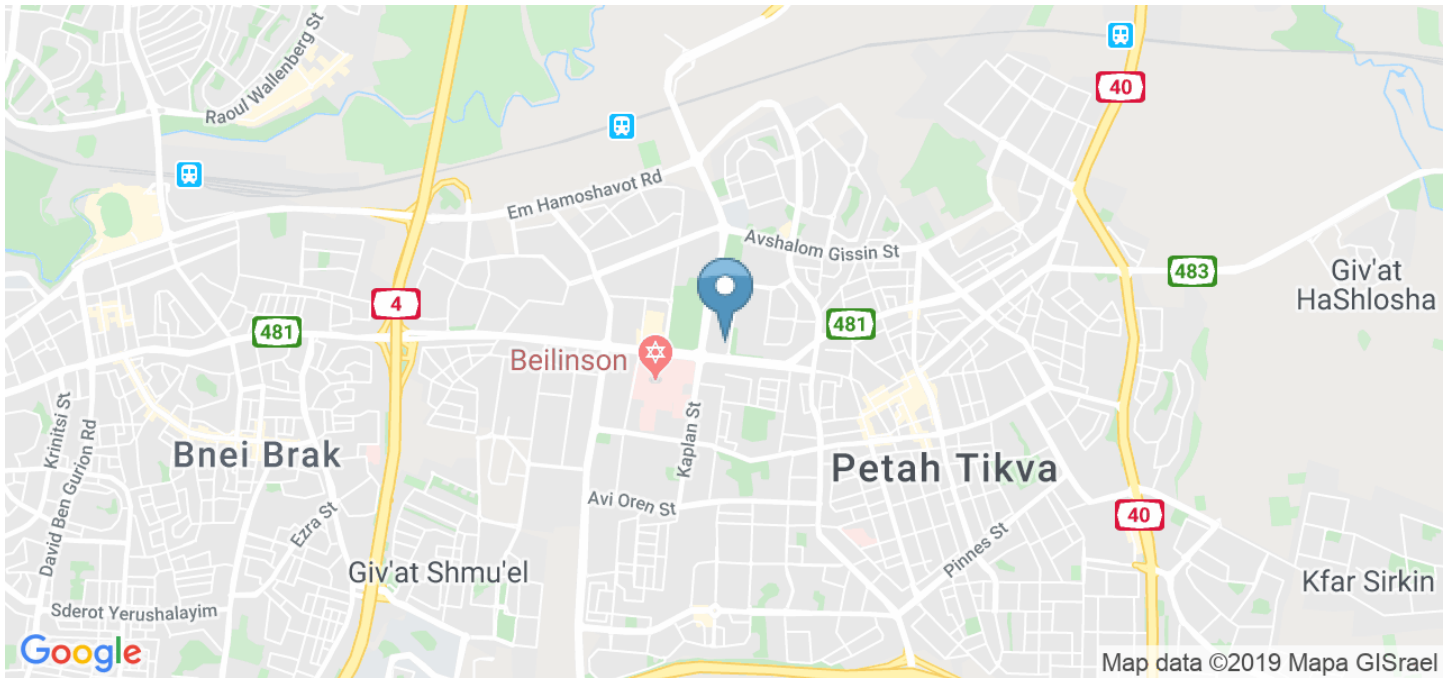 Raoul Wallenberg St
40
Em Hamoshavot Rd
Avshalom Gissin St
483
Giv'at
HaShlosha
4
481
481
Beilinson
Krinitsi St
David Ben Gurion Rd
Bnei Brak
Kaplan St
Petah Tikva
Avi Oren St
Ezra St
40
Pinnes St
Giv'at Shmu'el
Kfar Sirkin
Sderot Yerushalayim
Google
Map data ©2019 Mapa GISrael